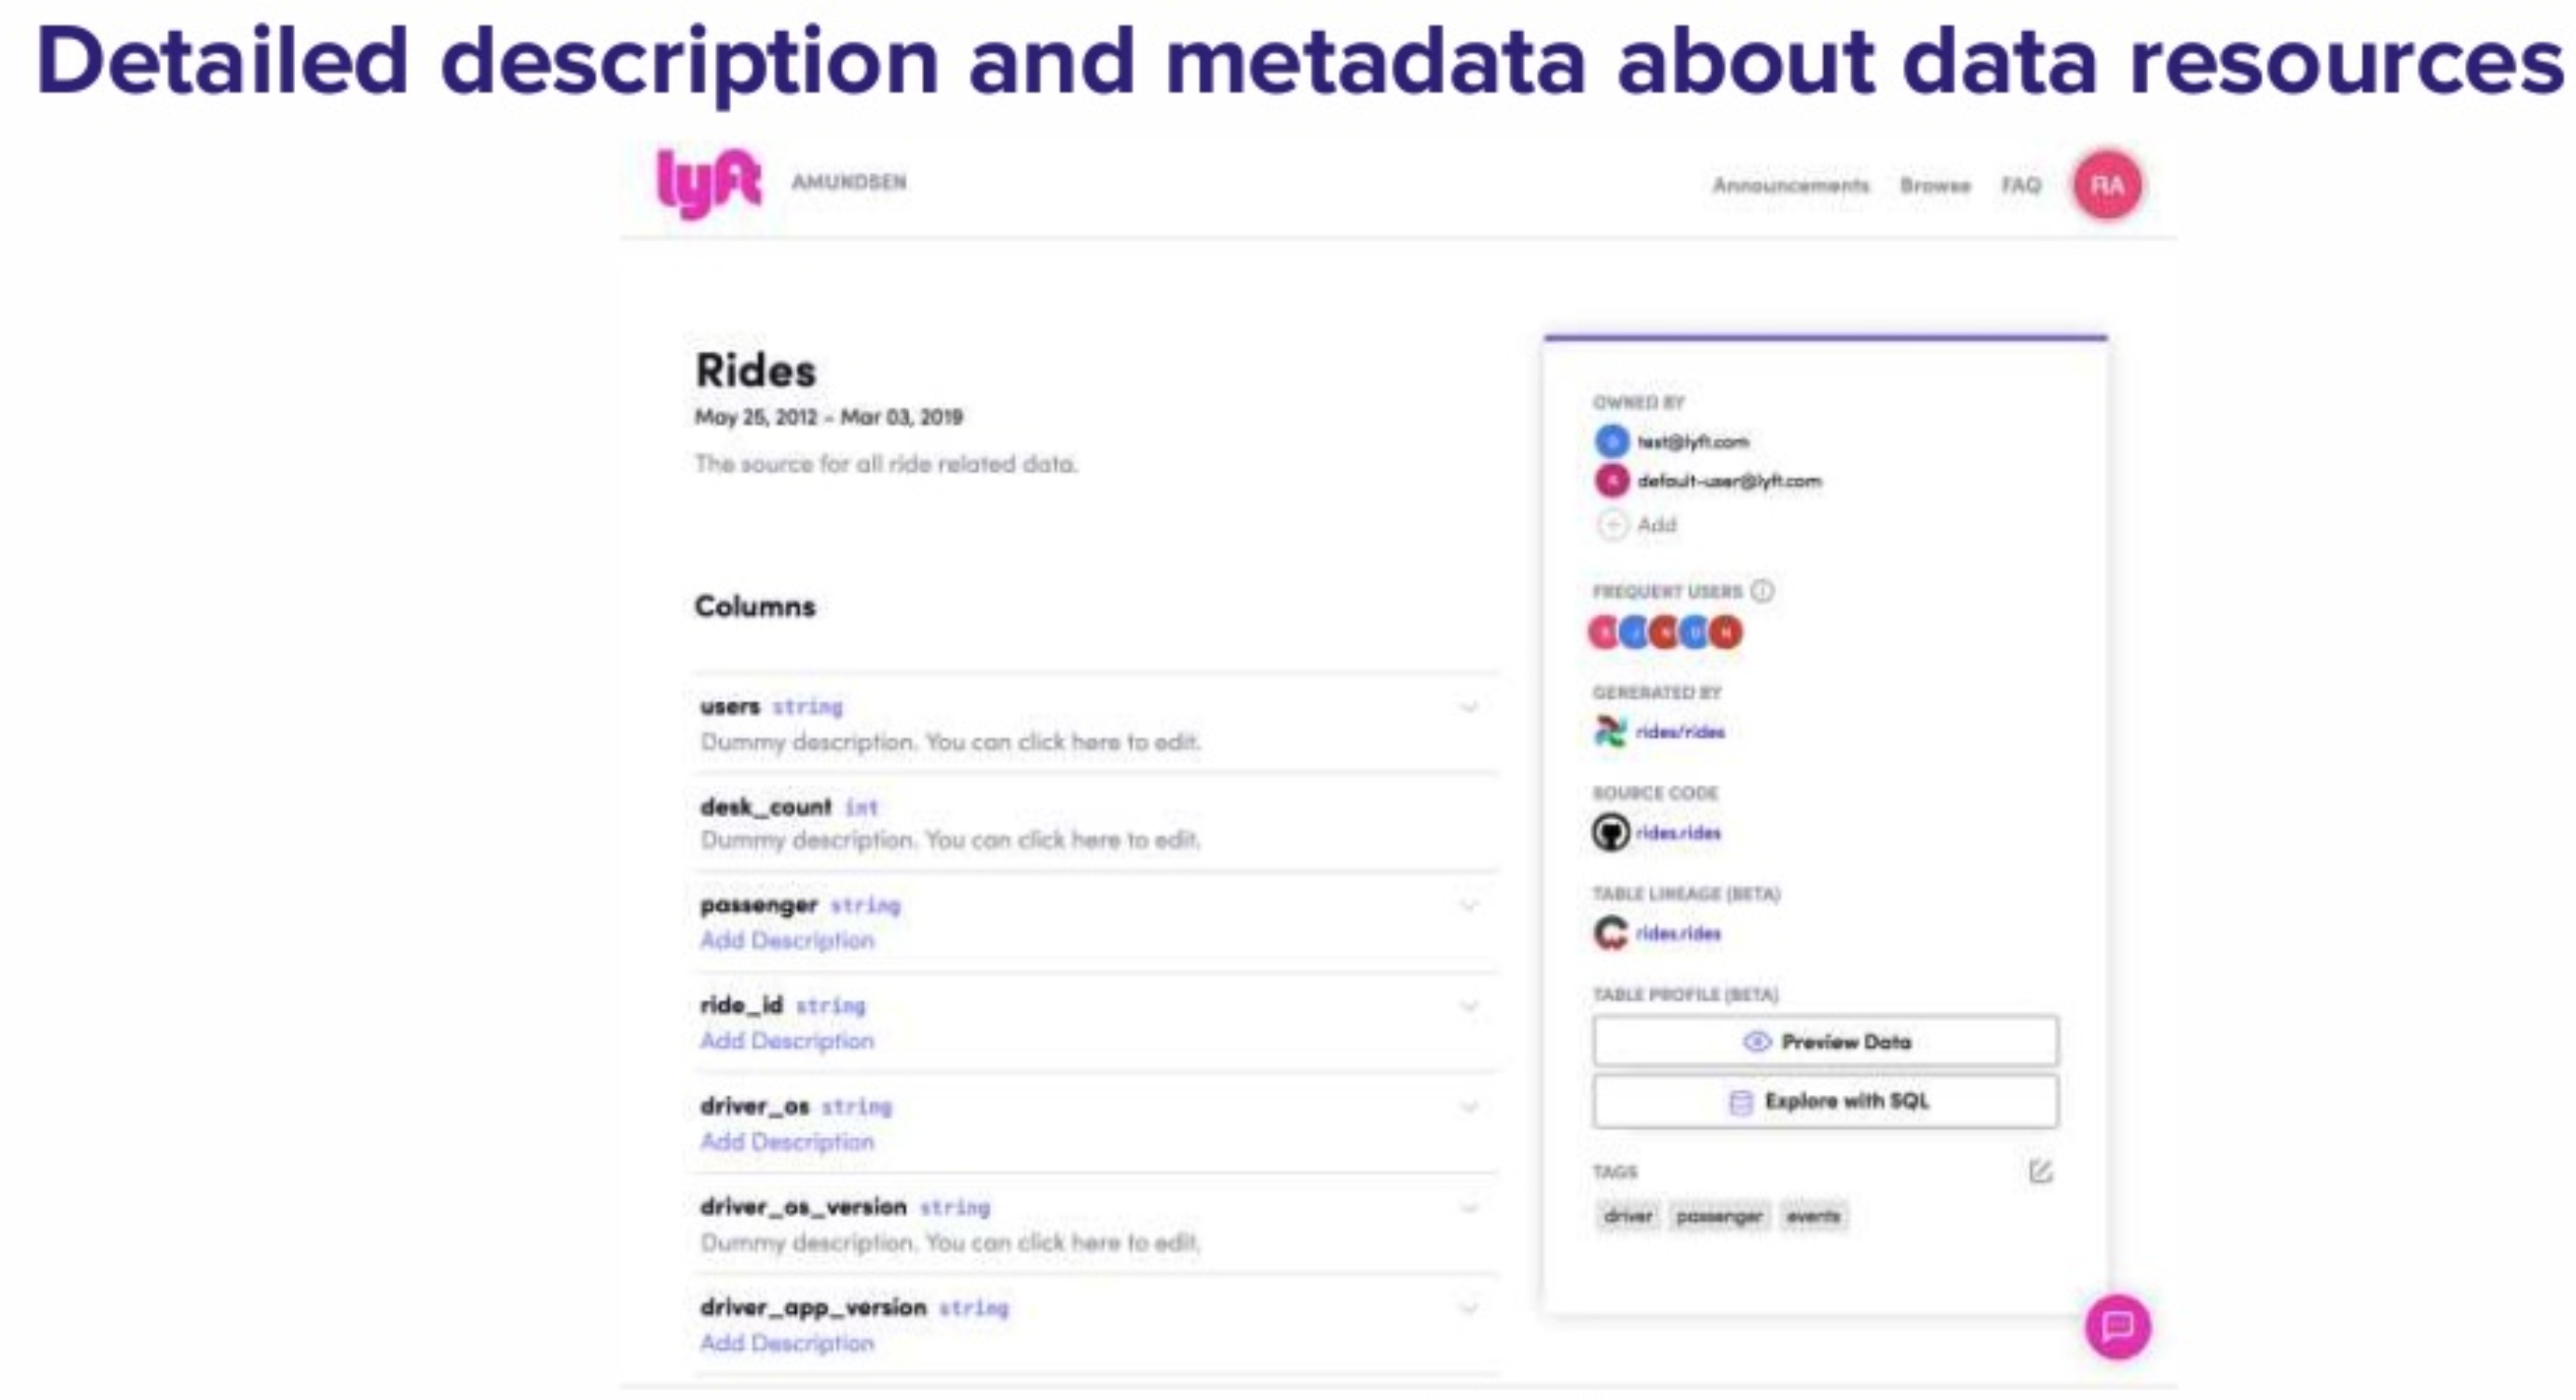 Detailed description and metadata about data resources
lyft AMUNDSEN
Announcements Browse FAQ RA
Rides
May 25, 2012 – Mar 03, 2019
The source for all ride related data.
Columns
users string
Dummy description. You can click here to edit.
desk_count int
Dummy description. You can click here to edit.
passenger string
Add Description
ride_id string
Add Description
driver_os string
Add Description
driver_os_version string
Dummy description. You can click here to edit.
driver_app_version string
Add Description
OWNED BY
test@lyft.com
default-user@lyft.com
Add
FREQUENT USERS
GENERATED BY
rides/rides
SOURCE CODE
rides.rides
TABLE LINEAGE (BETA)
rides.rides
TABLE PROFILE (BETA)
Preview Data
Explore with SQL
TAGS
driver passenger events